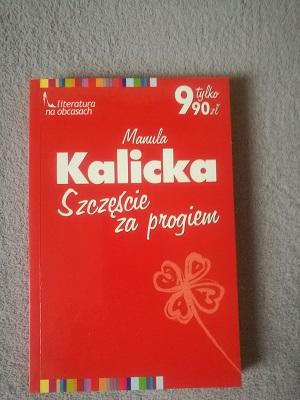 literatura
na obcasach
9 tylko
90 zł
Manula
Kalicka
Szczęście
za progiem